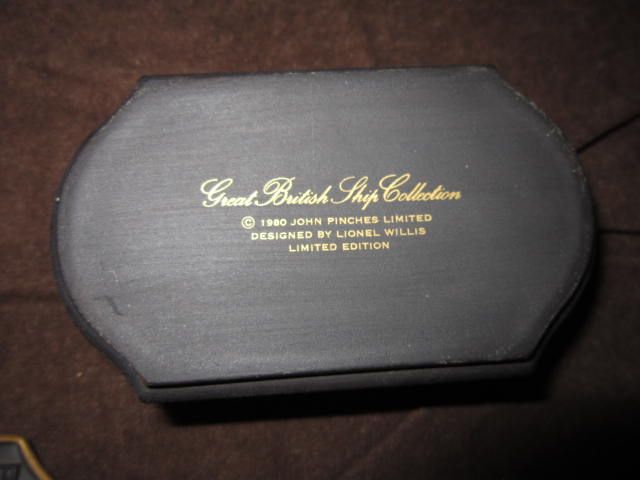 Great British Ship Collection
© 1980 JOHN PINCHES LIMITED
DESIGNED BY LIONEL WILLIS
LIMITED EDITION